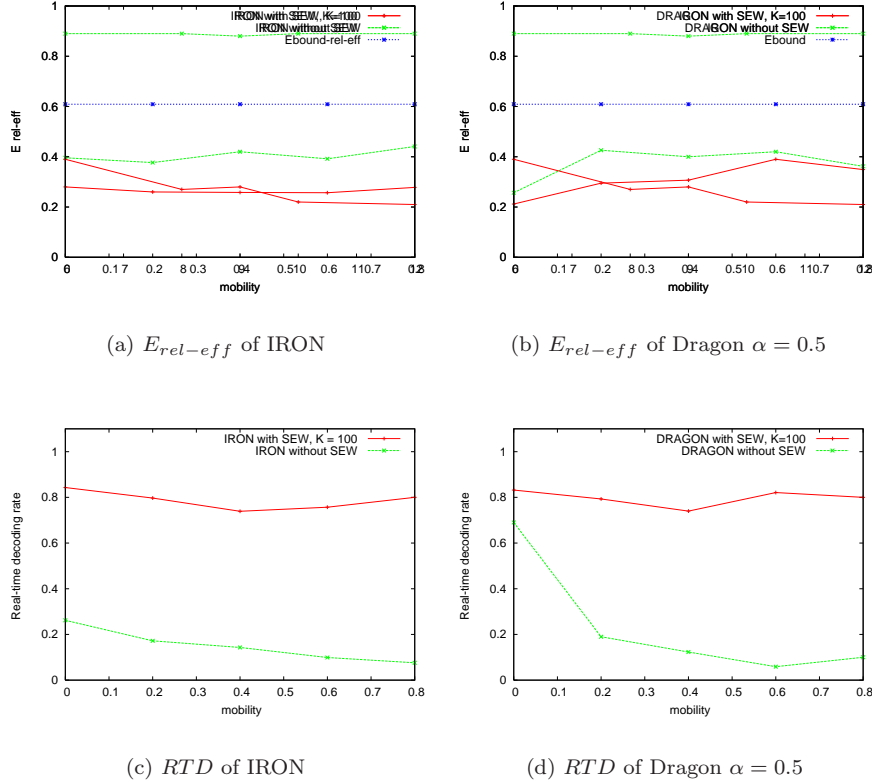 1
0.8
0.6
0.4
0.2
0
E rel-eff
mobility
Ebound-rel-eff
(a) E_{rel-eff} of IRON
1
0.8
0.6
0.4
0.2
0
E rel-eff
mobility
Ebound
(b) E_{rel-eff} of Dragon α = 0.5
IRON with SEW, K = 100
IRON without SEW
1
0.8
0.6
0.4
0.2
0
Real-time decoding rate
0 0.1 0.2 0.3 0.4 0.5 0.6 0.7 0.8
mobility
(c) RTD of IRON
DRAGON with SEW, K=100
DRAGON without SEW
1
0.8
0.6
0.4
0.2
0
Real-time decoding rate
0 0.1 0.2 0.3 0.4 0.5 0.6 0.7 0.8
mobility
(d) RTD of Dragon α = 0.5